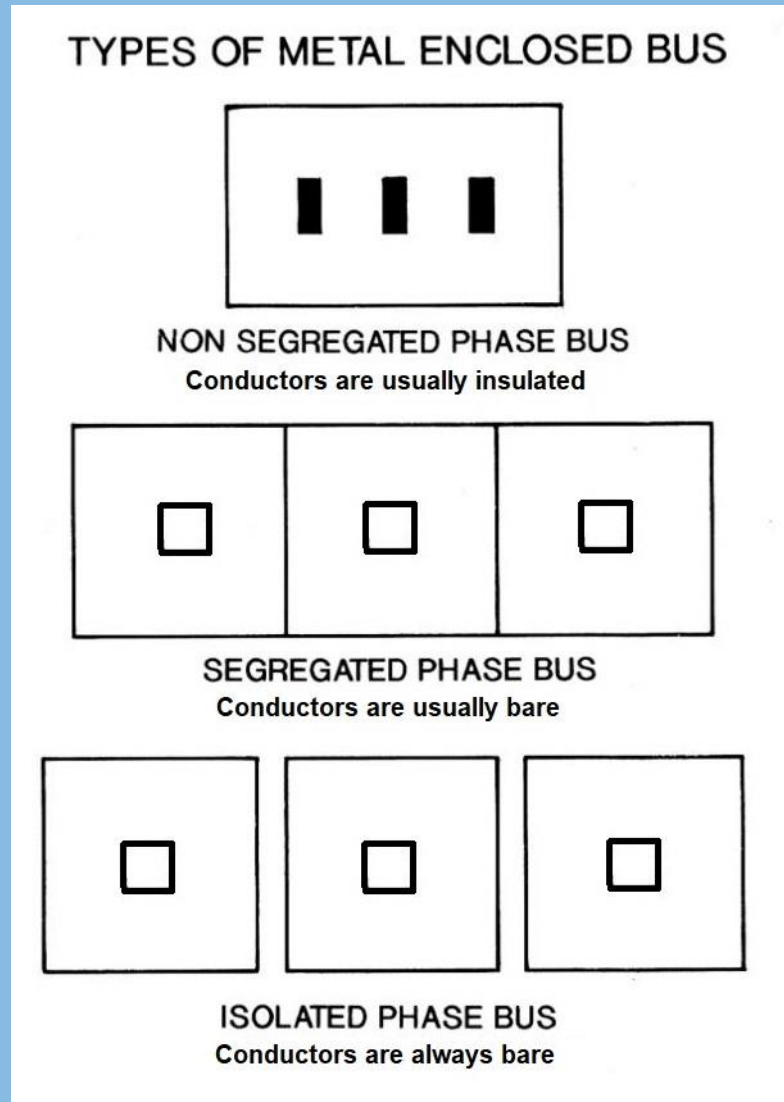 TYPES OF METAL ENCLOSED BUS
NON SEGREGATED PHASE BUS
Conductors are usually insulated
SEGREGATED PHASE BUS
Conductors are usually bare
ISOLATED PHASE BUS
Conductors are always bare